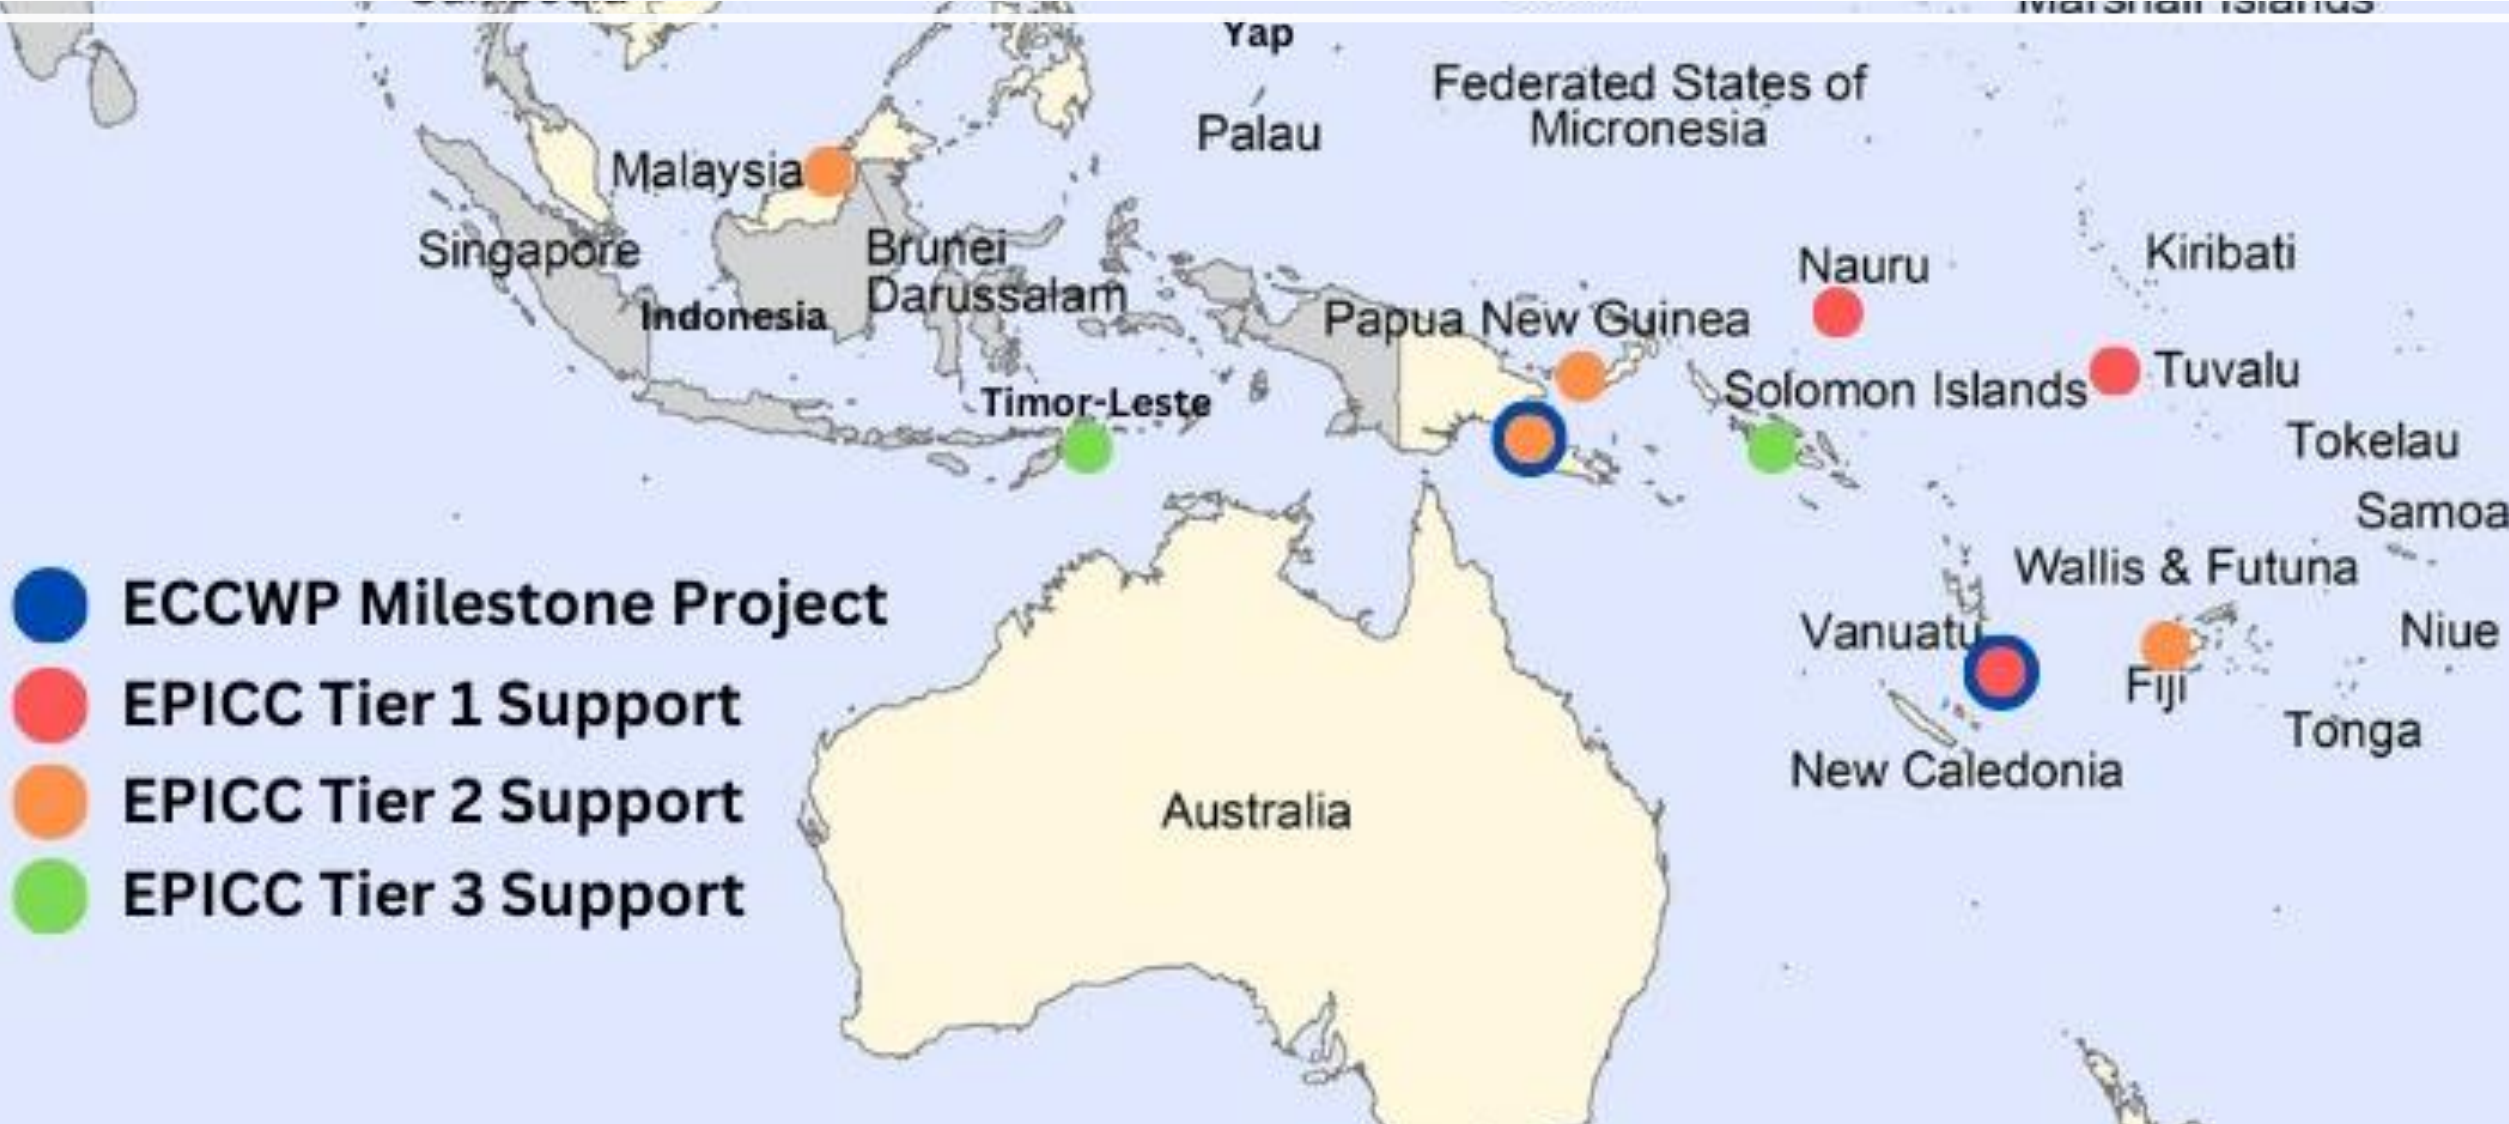 Marshall Islands
Yap
Federated States of
Micronesia
Palau
Malaysia
Singapore
Brunei
Darussalam
Indonesia
Nauru
Kiribati
Papua New Guinea
Solomon Islands
Tuvalu
Timor-Leste
Tokelau
Samoa
Wallis & Futuna
Vanuatu
Niue
Fiji
Tonga
New Caledonia
Australia
ECCWP Milestone Project
EPICC Tier 1 Support
EPICC Tier 2 Support
EPICC Tier 3 Support